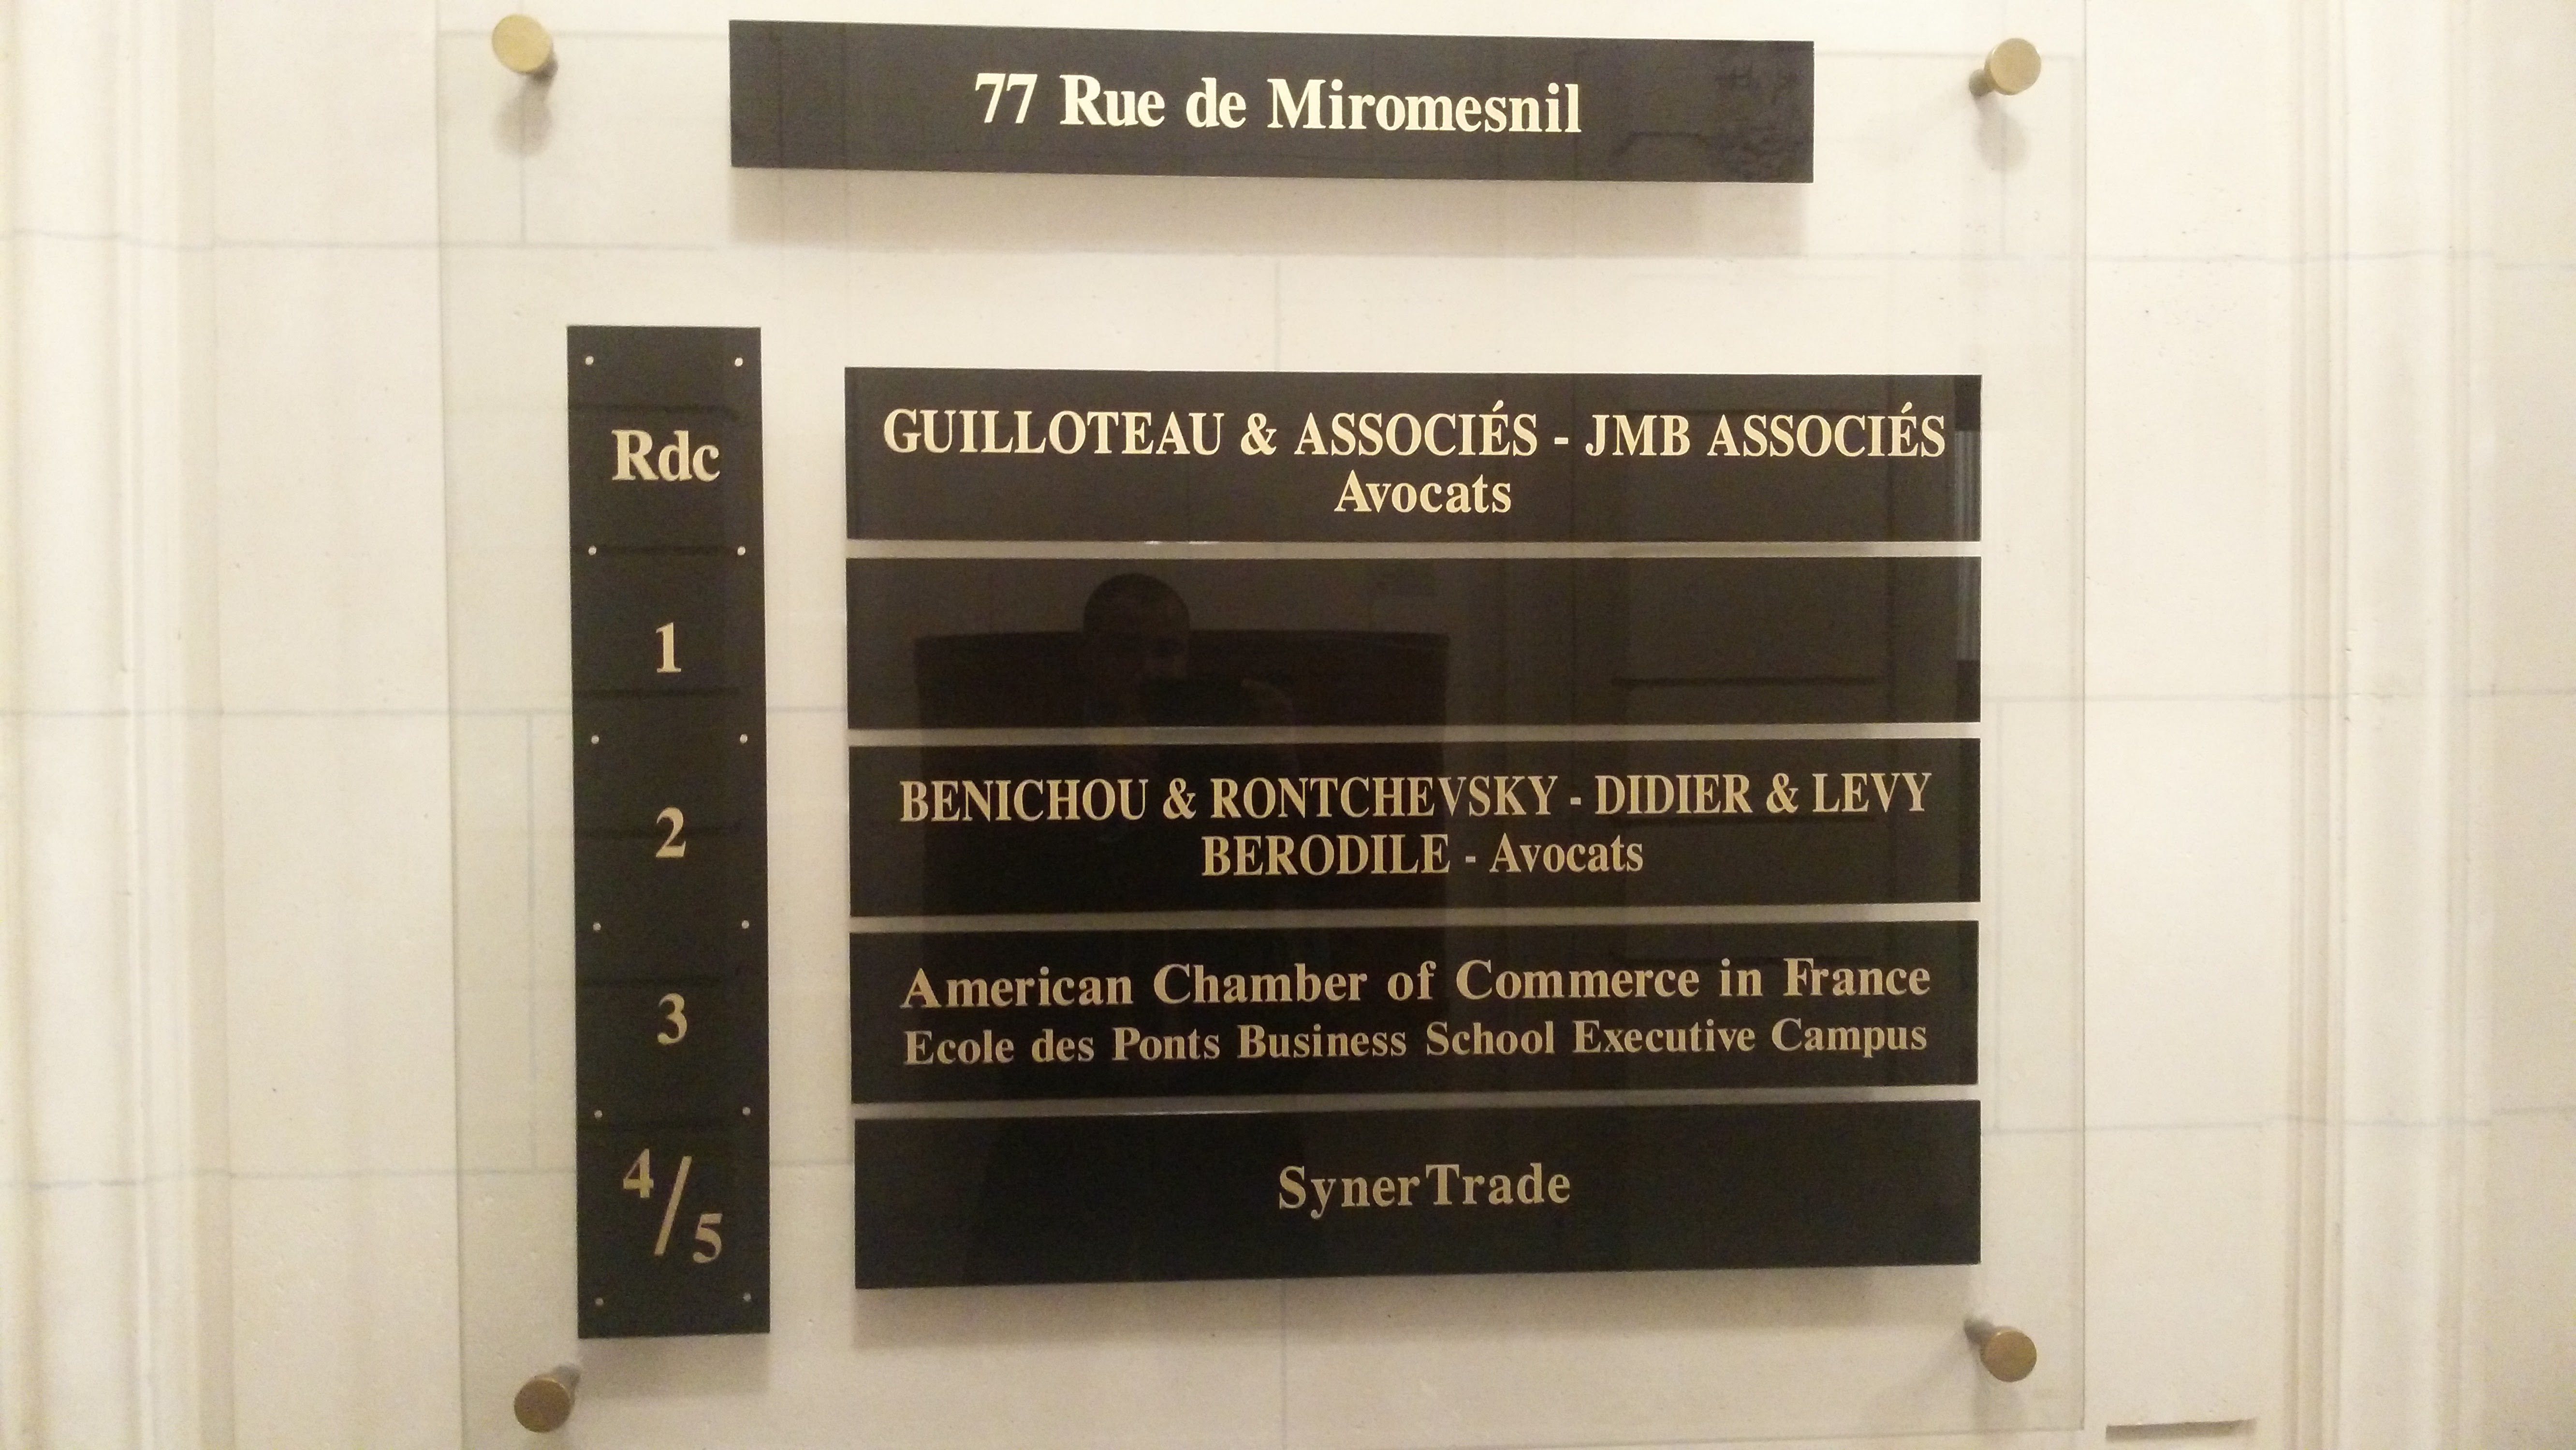 77 Rue de Miromesnil
Rdc
GUILLOTEAU & ASSOCIÉS - JMB ASSOCIÉS
Avocats
1
2
BENICHOU & RONTCHEVSKY - DIDIER & LEVY
BERODILE - Avocats
3
American Chamber of Commerce in France
Ecole des Ponts Business School Executive Campus
4/5
SynerTrade